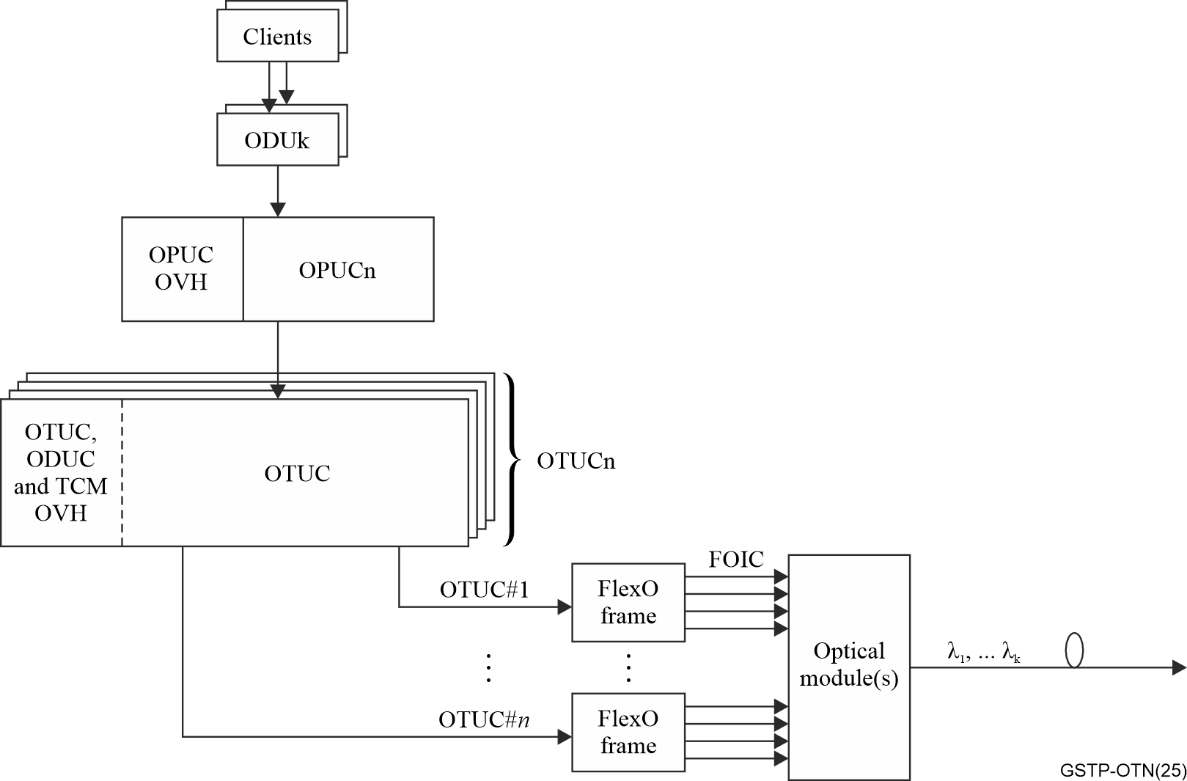 Clients
ODUk
OPUC
OVH
OPUCn
OTUC,
ODUC
and TCM
OVH
OTUC
OTUCn
FOIC
OTUC#1
FlexO
frame
Optical
module(s)
λ1, ... λk
OTUC#n
FlexO
frame
GSTP-OTN(25)